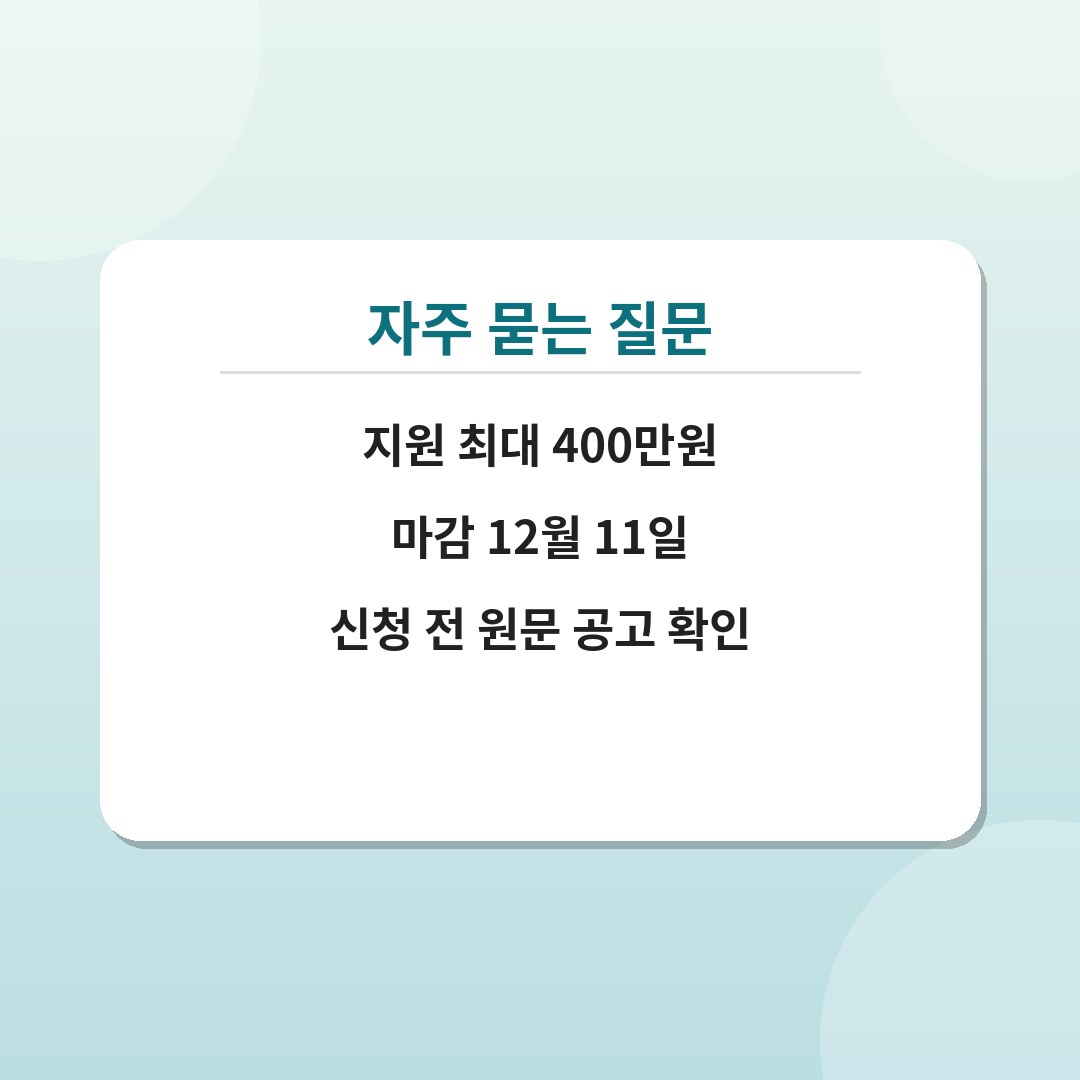 자주 묻는 질문
지원 최대 400만원
마감 12월 11일
신청 전 원문 공고 확인